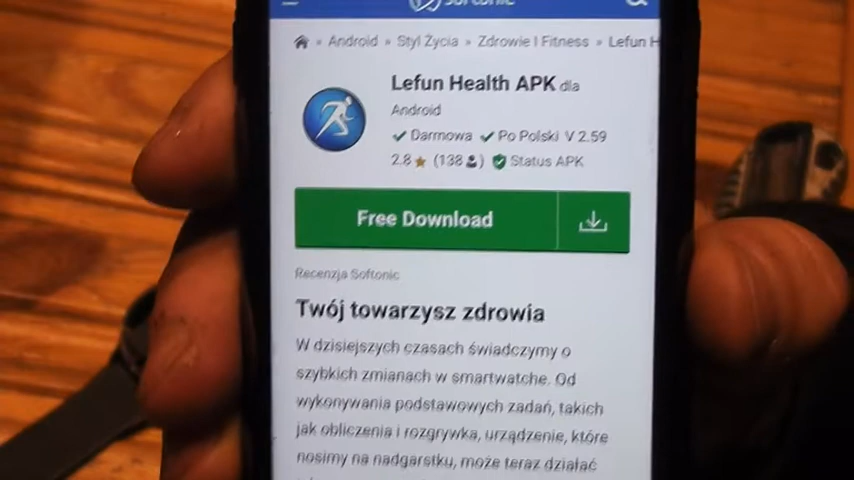 Softonic
» Android » Styl Życia » Zdrowie I Fitness » Lefun H
Lefun Health APK dla
Android
Darmowa Po Polski V 2.59
2.8 (138) Status APK
Free Download
Recenzja Softonic
Twój towarzysz zdrowia
W dzisiejszych czasach świadczymy o
szybkich zmianach w smartwatche. Od
wykonywania podstawowych zadań, takich
jak obliczenia i rozgrywka, urządzenie, które
nosimy na nadgarstku, może teraz działać